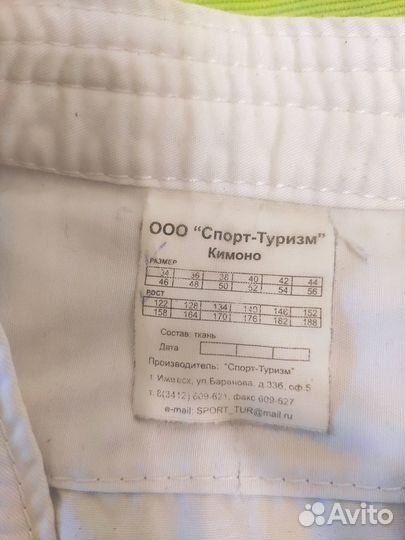 ООО "Спорт-Туризм"
Кимоно
РАЗМЕР
34 36 38 40 42 44
46 48 50 52 54 56
РОСТ
122 128 134 140 146 152
158 164 170 176 182 188
Состав: ткань
Дата
Производитель: "Спорт-Туризм"
г. Ижевск, ул.Баранова, д.33б, оф.5
т. 8(3412) 609-621, факс 609-627
e-mail: SPORT_TUR@mail.ru
Avito